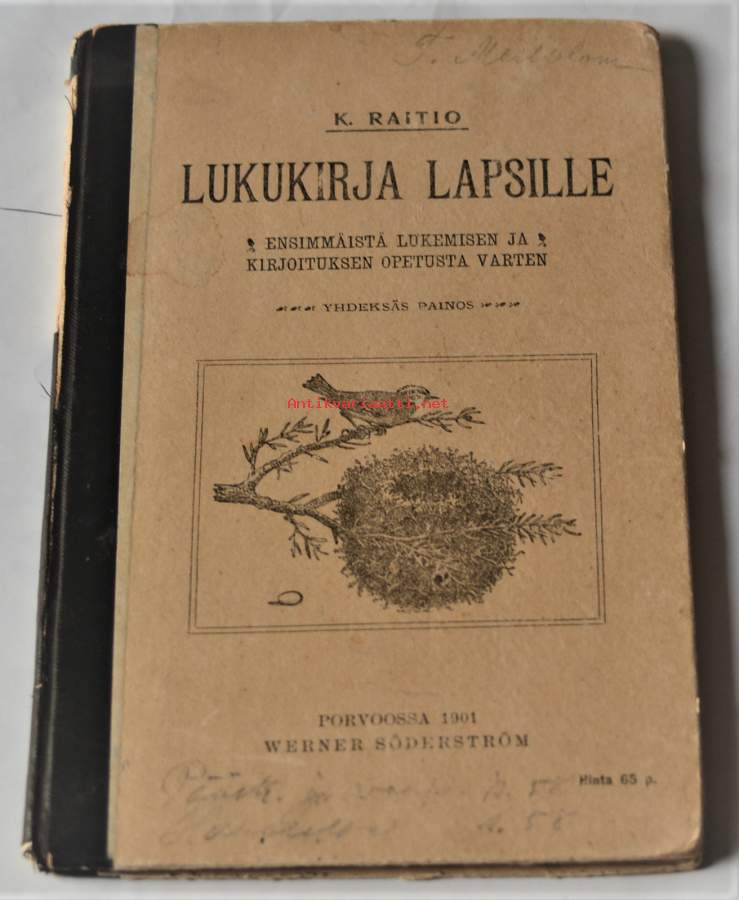 K. RAITIO
LUKUKIRJA LAPSILLE
ENSIMMÄISTÄ LUKEMISEN JA
KIRJOITUKSEN OPETUSTA VARTEN
YHDEKSÄS PAINOS
Antikvariaatti.net
b
PORVOOSSA 1901
WERNER SÖDERSTRÖM
Hinta 65 p.